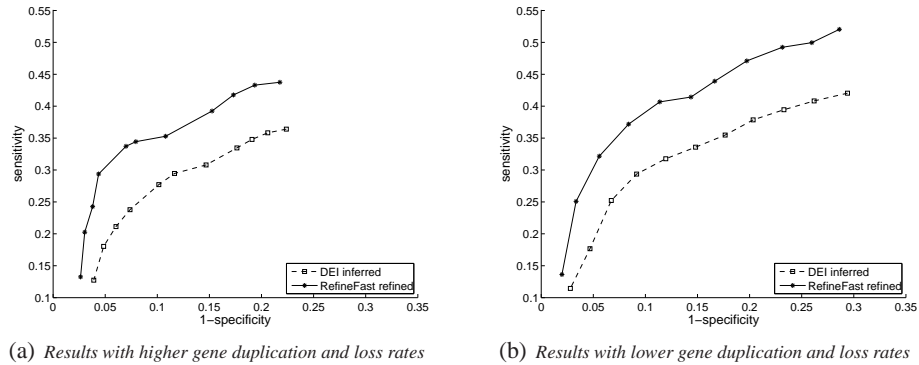 0.55
0.5
0.45
0.4
0.35
0.3
0.25
0.2
0.15
0.1
sensitivity
0 0.05 0.1 0.15 0.2 0.25 0.3 0.35
1−specificity
DEI inferred
RefineFast refined
(a) Results with higher gene duplication and loss rates
0.55
0.5
0.45
0.4
0.35
0.3
0.25
0.2
0.15
0.1
sensitivity
0 0.05 0.1 0.15 0.2 0.25 0.3 0.35
1−specificity
DEI inferred
RefineFast refined
(b) Results with lower gene duplication and loss rates